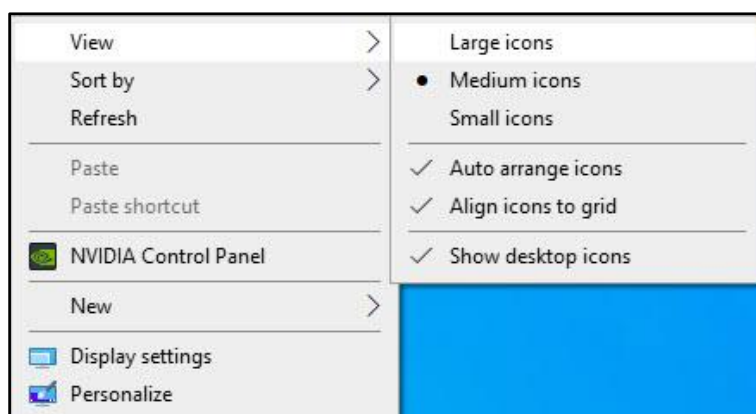 View
Sort by
Refresh
Paste
Paste shortcut
NVIDIA Control Panel
New
Display settings
Personalize
Large icons
Medium icons
Small icons
Auto arrange icons
Align icons to grid
Show desktop icons